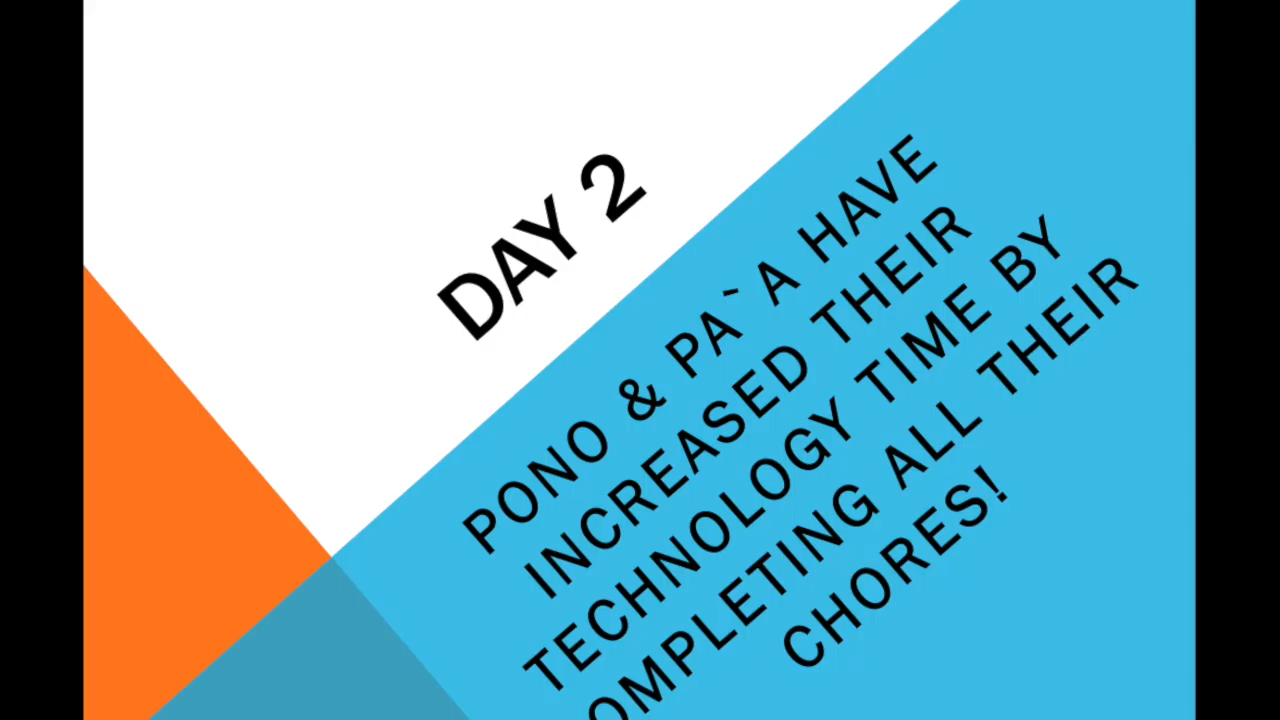 DAY 2
PONO & PA`A HAVE
INCREASED THEIR
TECHNOLOGY TIME BY
OMPLETING ALL THEIR
CHORES!